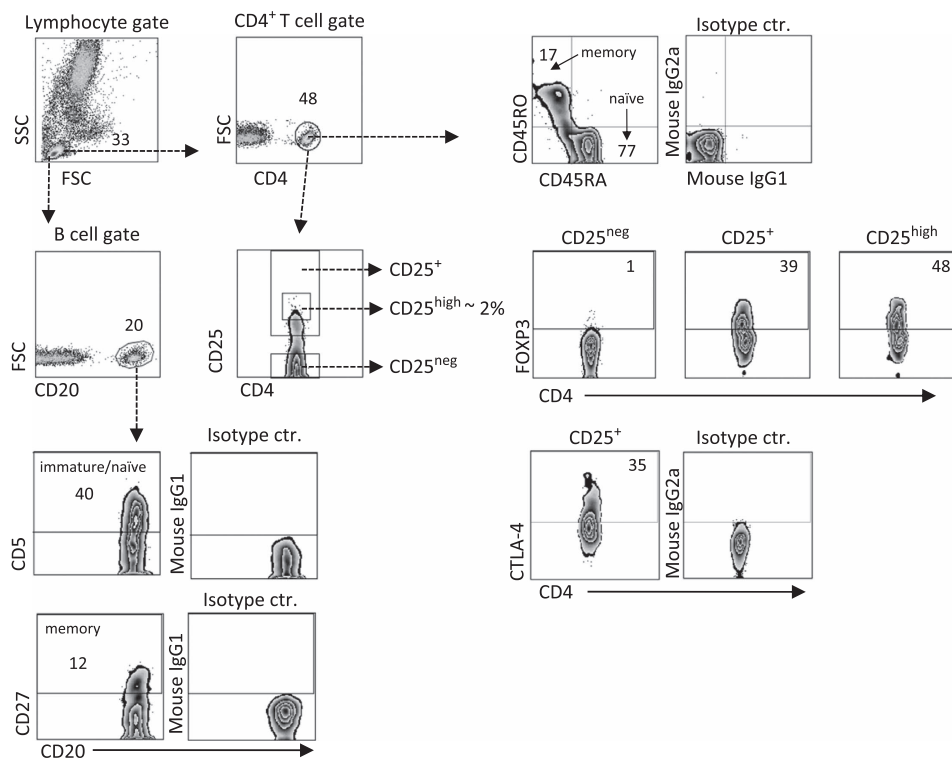 Lymphocyte gate
SSC
33
FSC
CD4+ T cell gate
FSC
48
CD4
17
memory
naïve
77
CD45RO
CD45RA
Isotype ctr.
Mouse IgG2a
Mouse IgG1
B cell gate
FSC
20
CD20
CD25
CD4
CD25+
CD25high ~ 2%
CD25neg
CD25neg
1
FOXP3
CD25+
39
CD25high
48
CD4
immature/naïve
40
CD5
Isotype ctr.
Mouse IgG1
CD25+
35
CTLA-4
Isotype ctr.
Mouse IgG2a
CD4
memory
12
CD27
Isotype ctr.
Mouse IgG1
CD20